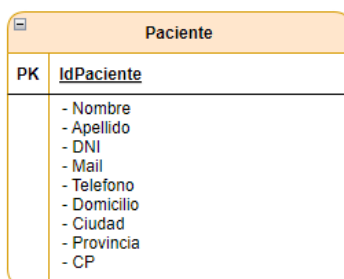 Paciente
PK IdPaciente
- Nombre
- Apellido
- DNI
- Mail
- Telefono
- Domicilio
- Ciudad
- Provincia
- CP